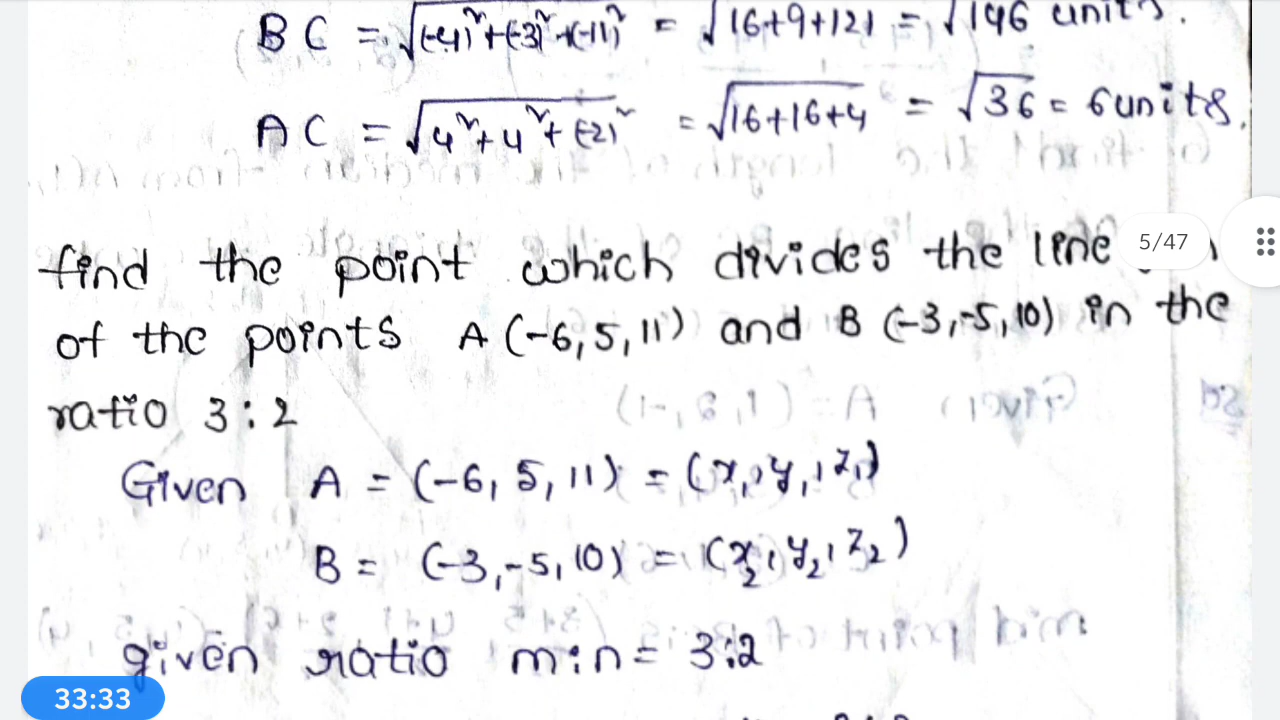 BC = √(-4)²+(-3)²+(-11)² = √16+9+121 = √146 units.
AC = √4²+4²+(-2)² = √16+16+4 = √36 = 6 units.
find the point which divides the line
5/47
of the points A (-6, 5, 11) and B (-3, -5, 10) in the
ratio 3 : 2
Given A = (-6, 5, 11) = (x₁, y₁, z₁)
B = (-3, -5, 10) = (x₂, y₂, z₂)
given ratio m:n = 3:2
33:33